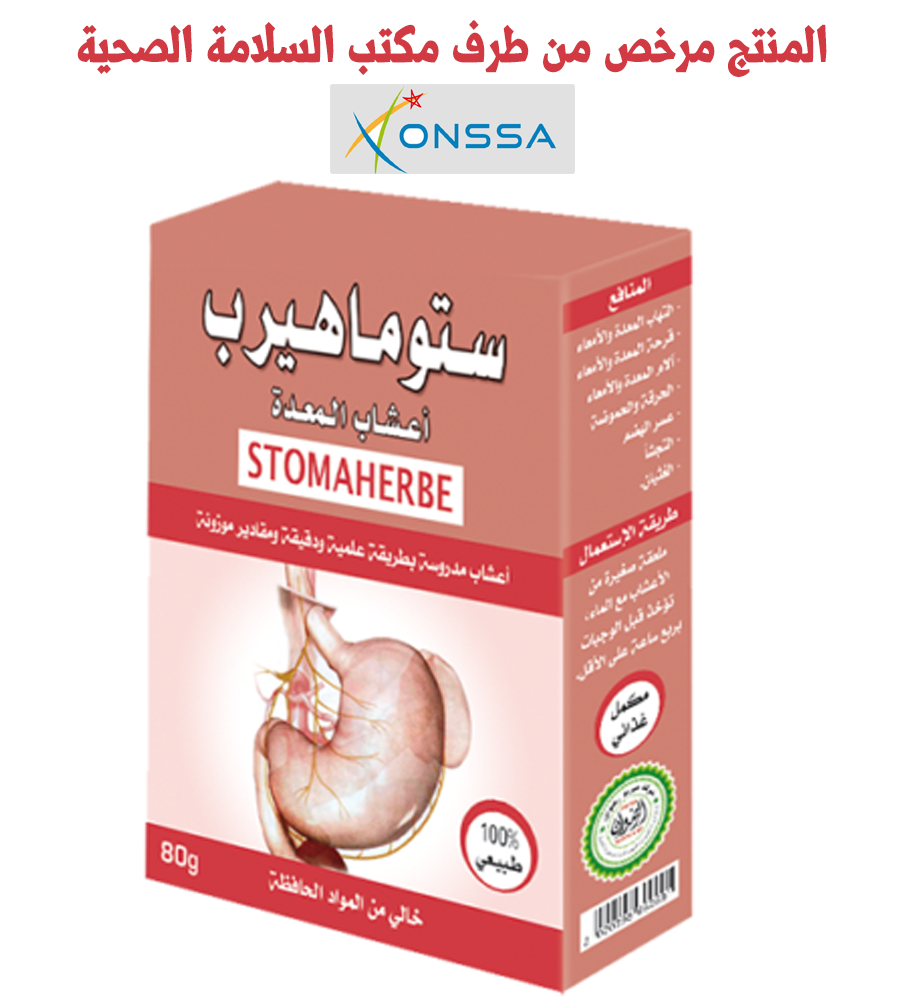 المنتج مرخص من طرف مكتب السلامة الصحية
ONSSA
ستوماهيرب
أعشاب المعدة
STOMAHERBE
أعشاب مدروسة بطريقة علمية ودقيقة ومقادير موزونة
100%
طبيعي
80g
خالي من المواد الحافظة
المنافع
- التهاب المعدة والأمعاء
- قرحة المعدة والأمعاء
- آلام المعدة والأمعاء
- الحرقة والحموضة
- عسر الهضم
- التجشأ
- الغثيان.
طريقة الإستعمال
ملعقة صغيرة من
الأعشاب مع الماء،
تؤخذ قبل الوجبات
بربع ساعة على الأقل.
مكمل
غذائي